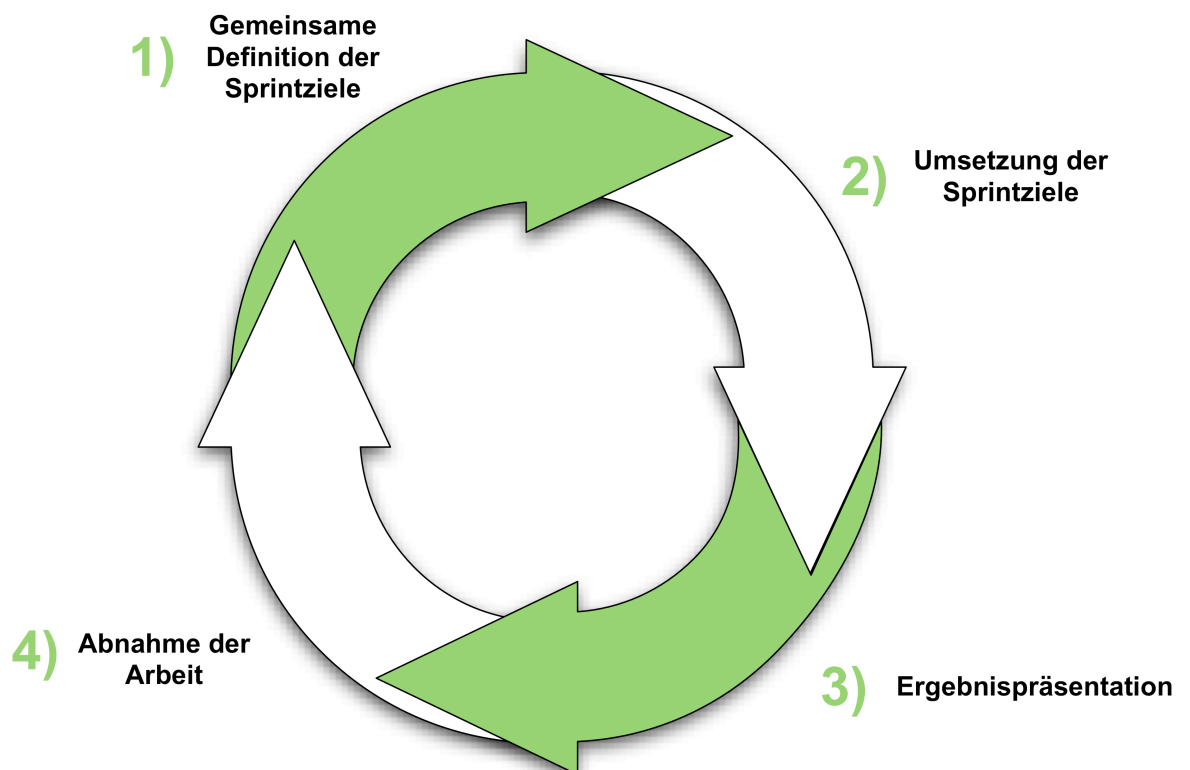 1)
Gemeinsame
Definition der
Sprintziele
2)
Umsetzung der
Sprintziele
3)
Ergebnispräsentation
4)
Abnahme der
Arbeit